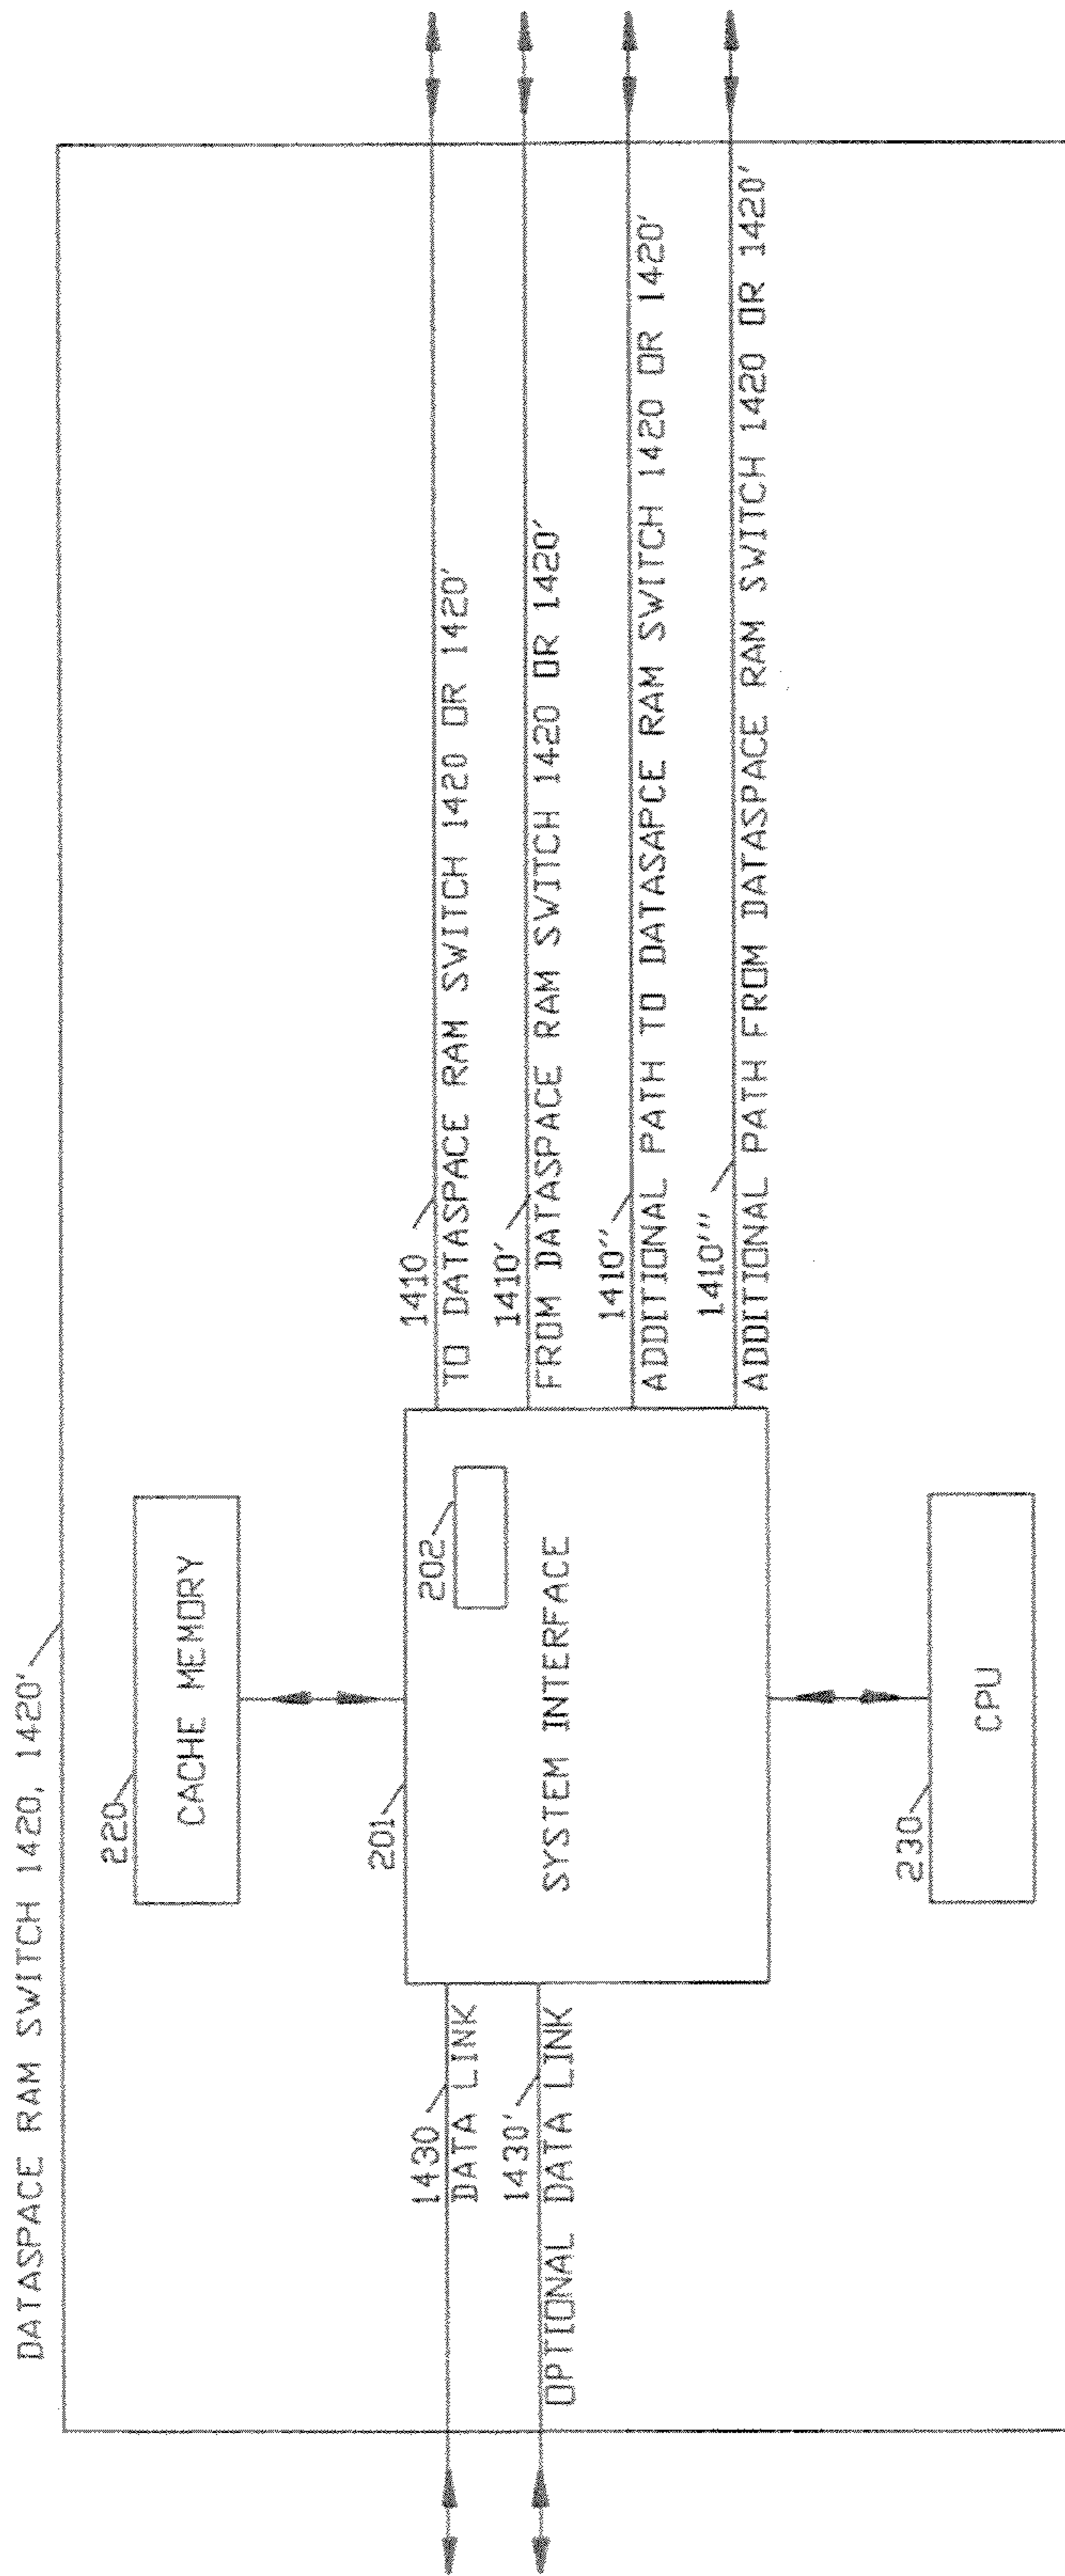 DATASPACE RAM SWITCH 1420, 1420'
220
CACHE MEMORY
201
202
SYSTEM INTERFACE
1430
DATA LINK
1430'
OPTIONAL DATA LINK
1410
TO DATASPACE RAM SWITCH 1420 OR 1420'
1410'
FROM DATASPACE RAM SWITCH 1420 OR 1420'
1410''
ADDITIONAL PATH TO DATASAPCE RAM SWITCH 1420 OR 1420'
1410'''
ADDITIONAL PATH FROM DATASPACE RAM SWITCH 1420 OR 1420'
230
CPU